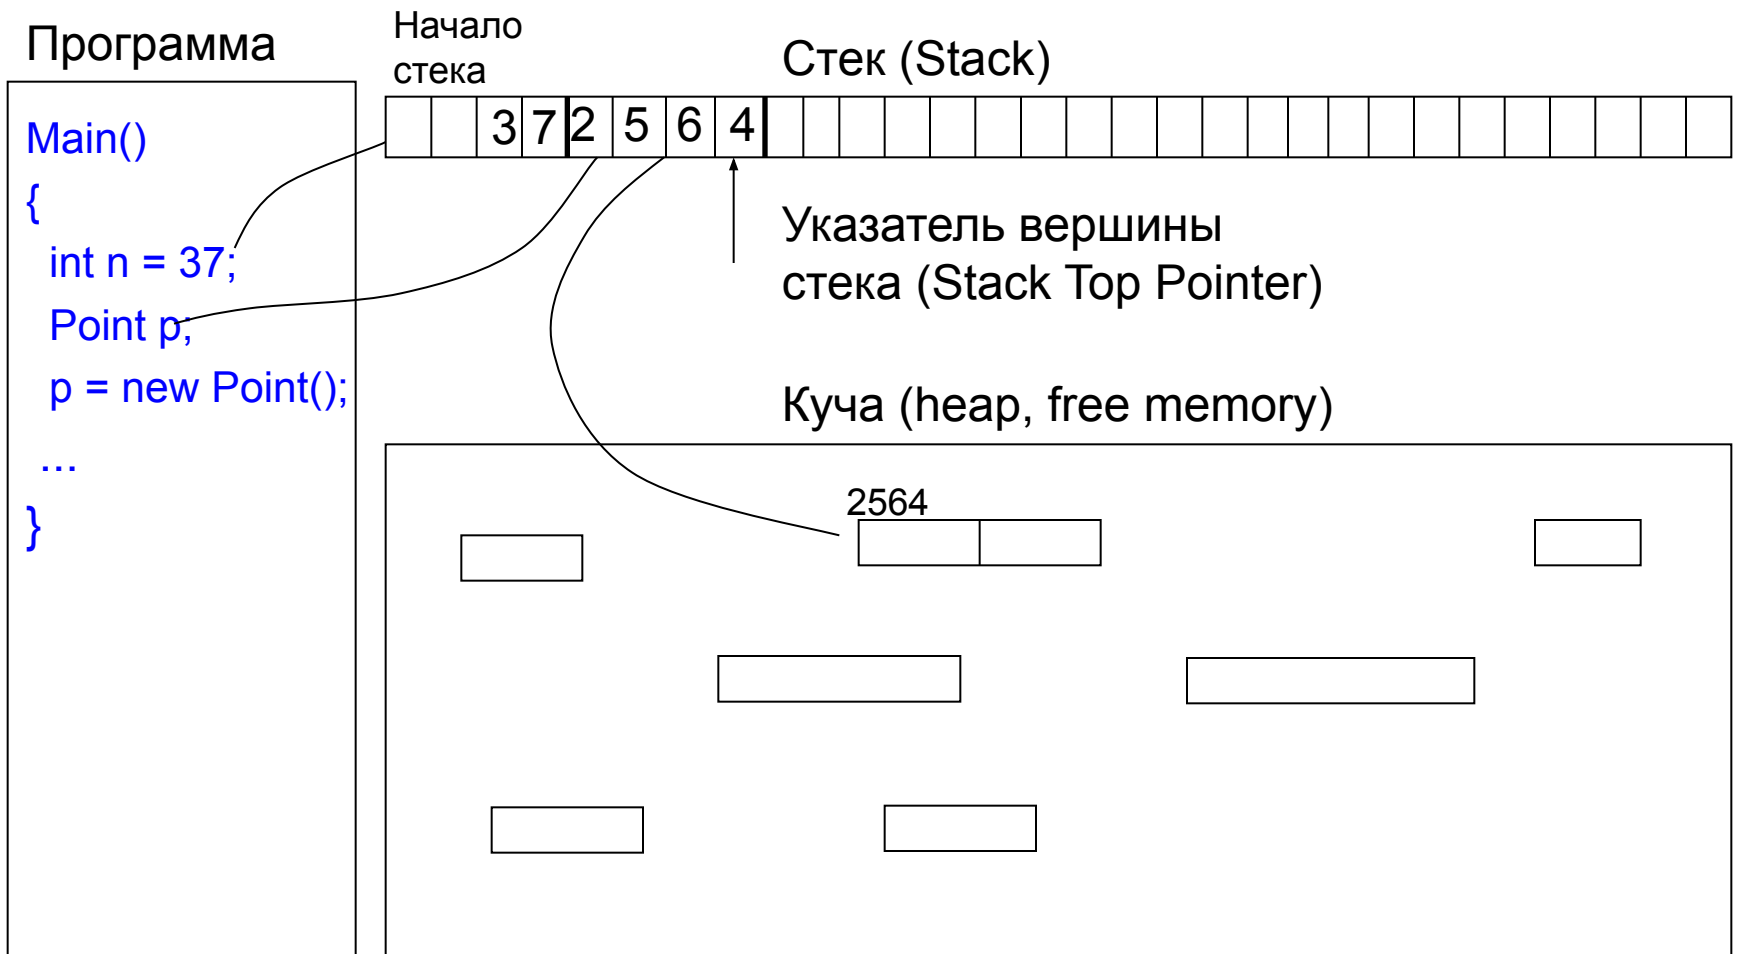 Программа
Начало
стека
Стек (Stack)
3 7 2 5 6 4
Main()
{
int n = 37;
Point p;
p = new Point();
...
}
Указатель вершины
стека (Stack Top Pointer)
Куча (heap, free memory)
2564